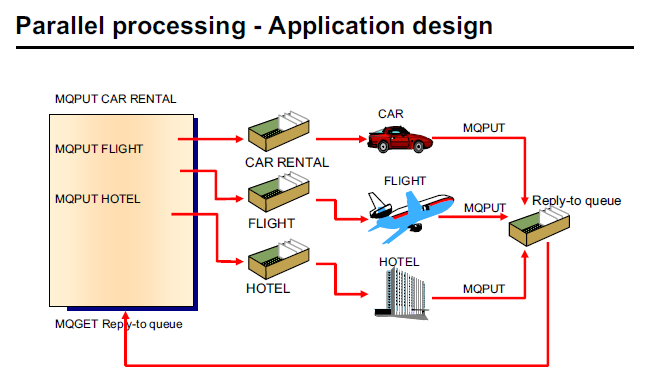 Parallel processing - Application design
MQPUT CAR RENTAL
MQPUT FLIGHT
MQPUT HOTEL
MQGET Reply-to queue
CAR RENTAL
FLIGHT
HOTEL
CAR
FLIGHT
HOTEL
MQPUT
MQPUT
MQPUT
Reply-to queue